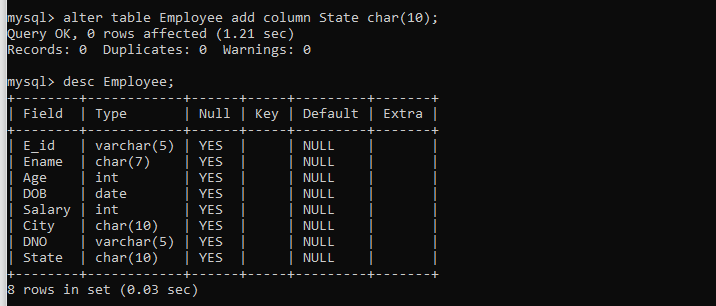 mysql> alter table Employee add column State char(10);
Query OK, 0 rows affected (1.21 sec)
Records: 0  Duplicates: 0  Warnings: 0

mysql> desc Employee;
+--------+------------+------+-----+---------+-------+
| Field  | Type       | Null | Key | Default | Extra |
+--------+------------+------+-----+---------+-------+
| E_id   | varchar(5) | YES  |     | NULL    |       |
| Ename  | char(7)    | YES  |     | NULL    |       |
| Age    | int        | YES  |     | NULL    |       |
| DOB    | date       | YES  |     | NULL    |       |
| Salary | int        | YES  |     | NULL    |       |
| City   | char(10)   | YES  |     | NULL    |       |
| DNO    | varchar(5) | YES  |     | NULL    |       |
| State  | char(10)   | YES  |     | NULL    |       |
+--------+------------+------+-----+---------+-------+
8 rows in set (0.03 sec)